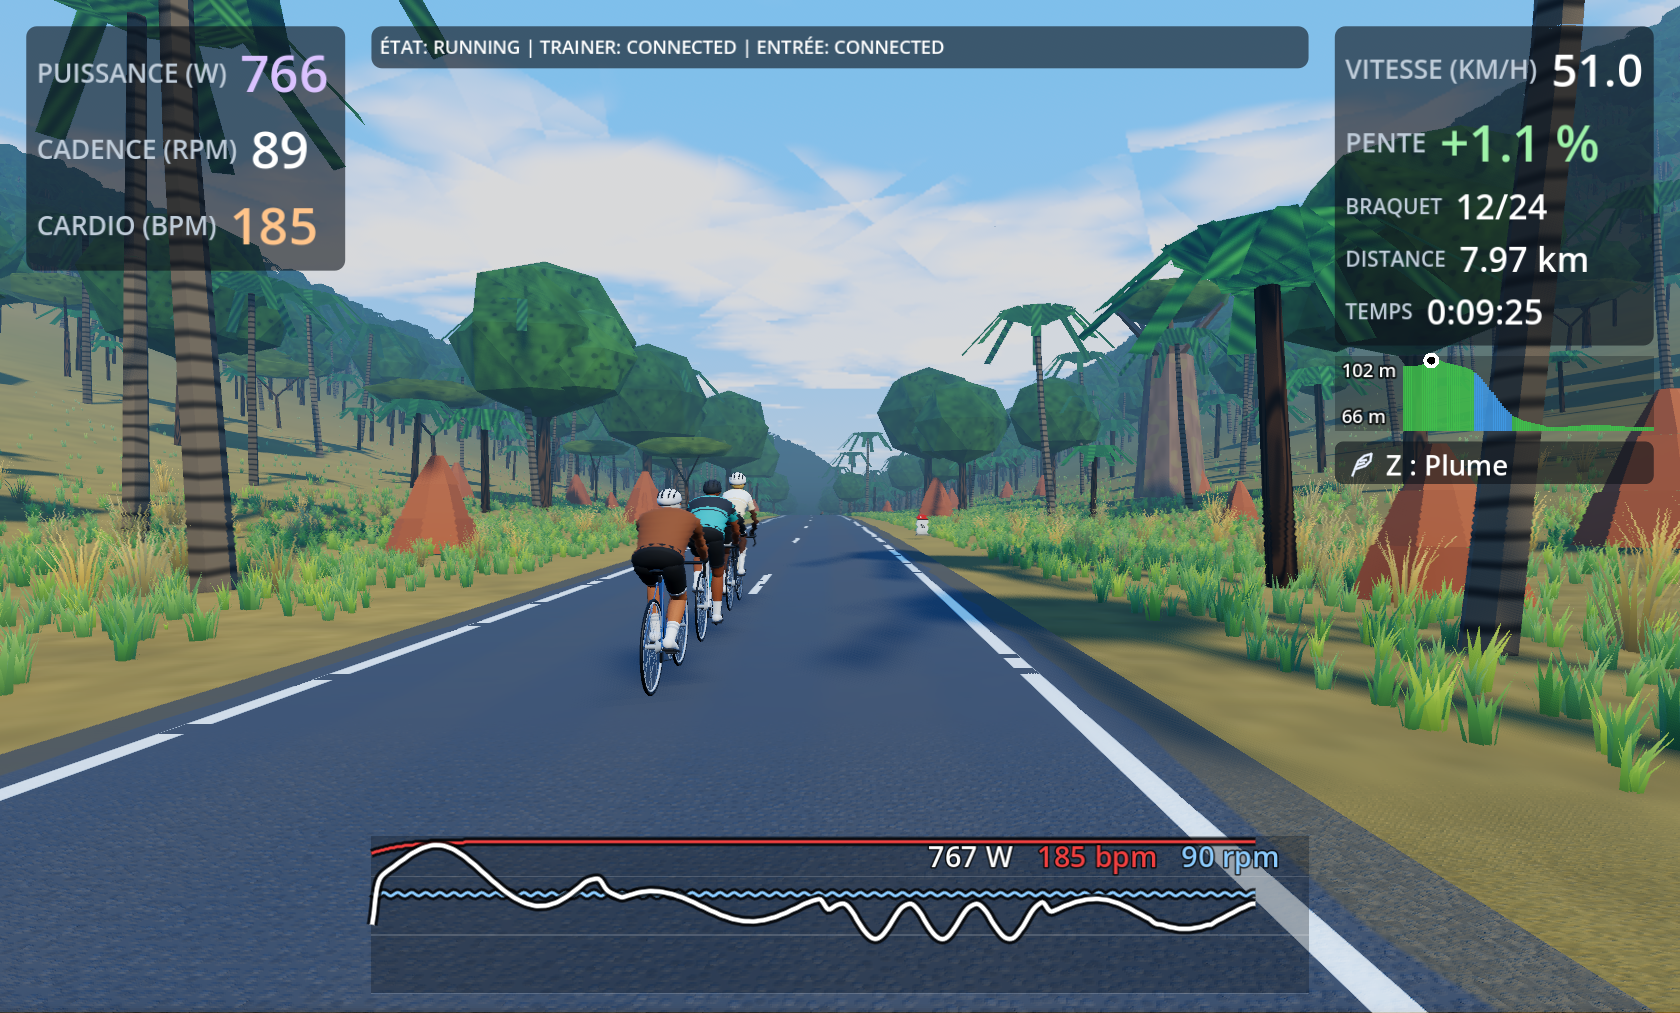 PUISSANCE (W) 766
CADENCE (RPM) 89
CARDIO (BPM) 185
ÉTAT: RUNNING | TRAINER: CONNECTED | ENTRÉE: CONNECTED
VITESSE (KM/H) 51.0
PENTE +1.1 %
BRAQUET 12/24
DISTANCE 7.97 km
TEMPS 0:09:25
102 m
66 m
Z : Plume
767 W 185 bpm 90 rpm